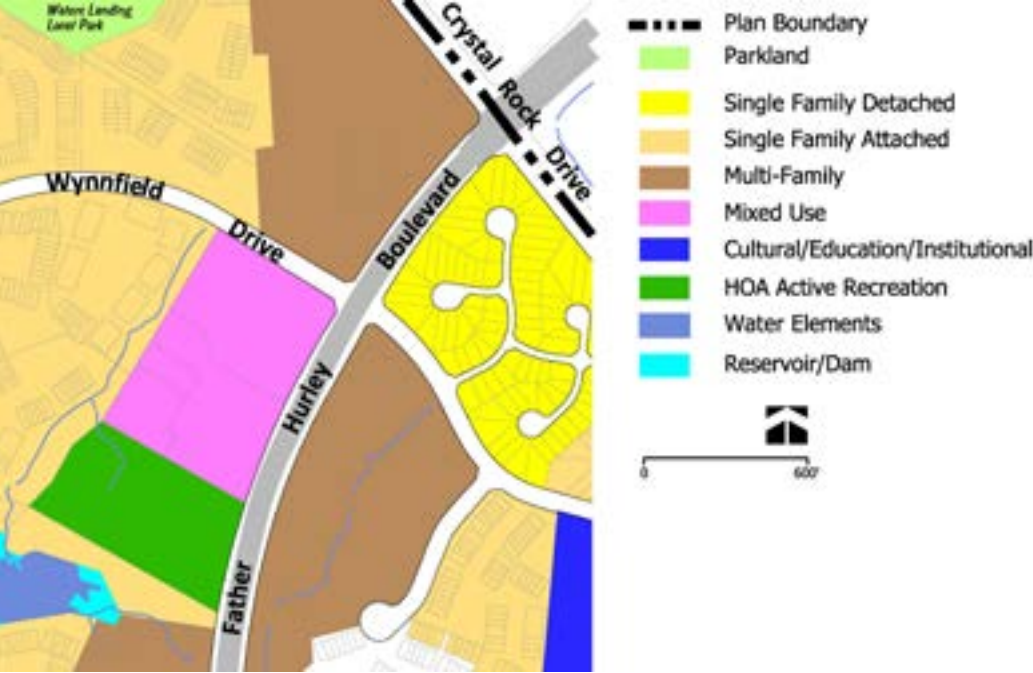 Waters Landing
Local Park
Crystal Rock Drive
Wynnfield Drive
Father Hurley Boulevard
Plan Boundary
Parkland
Single Family Detached
Single Family Attached
Multi-Family
Mixed Use
Cultural/Education/Institutional
HOA Active Recreation
Water Elements
Reservoir/Dam
0 600'